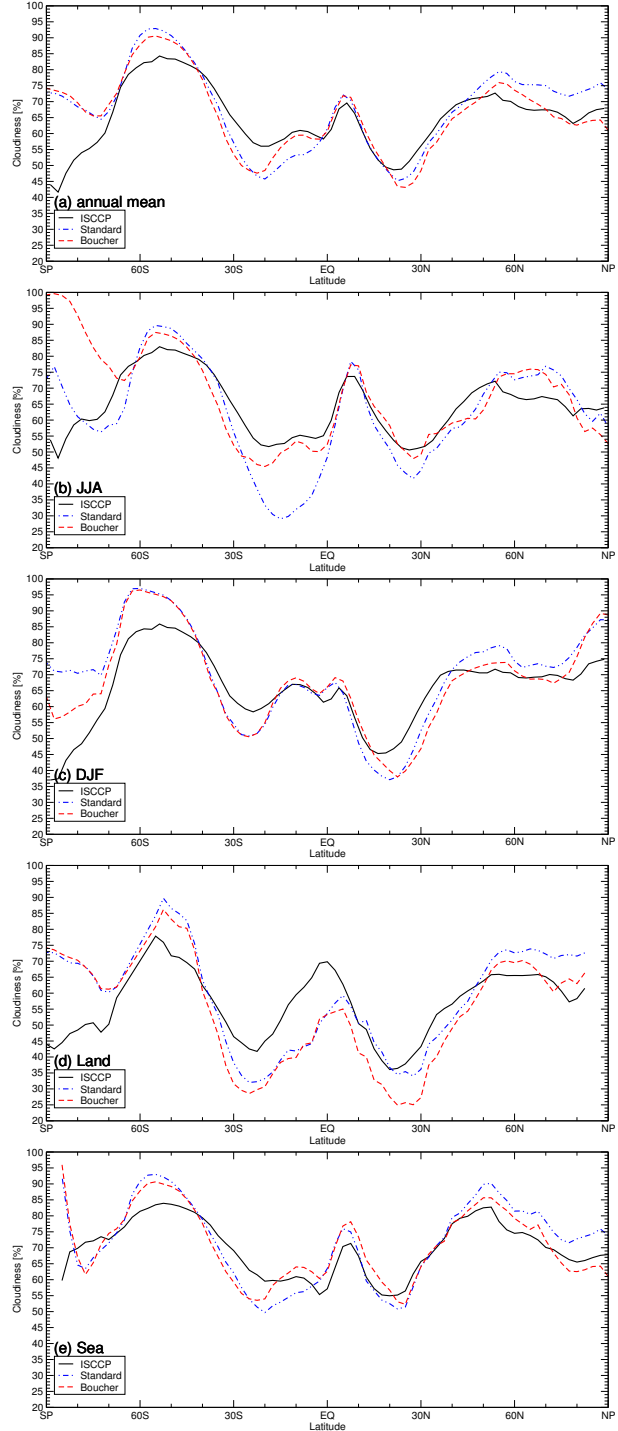 100
95
90
85
80
75
70
65
60
55
50
45
40
35
30
25
20
Cloudiness [%]
(a) annual mean
ISCCP
Standard
Boucher
SP 60S 30S EQ 30N 60N NP
Latitude
100
95
90
85
80
75
70
65
60
55
50
45
40
35
30
25
20
Cloudiness [%]
(b) JJA
ISCCP
Standard
Boucher
SP 60S 30S EQ 30N 60N NP
Latitude
100
95
90
85
80
75
70
65
60
55
50
45
40
35
30
25
20
Cloudiness [%]
(c) DJF
ISCCP
Standard
Boucher
SP 60S 30S EQ 30N 60N NP
Latitude
100
95
90
85
80
75
70
65
60
55
50
45
40
35
30
25
20
Cloudiness [%]
(d) Land
ISCCP
Standard
Boucher
SP 60S 30S EQ 30N 60N NP
Latitude
100
95
90
85
80
75
70
65
60
55
50
45
40
35
30
25
20
Cloudiness [%]
(e) Sea
ISCCP
Standard
Boucher
SP 60S 30S EQ 30N 60N NP
Latitude